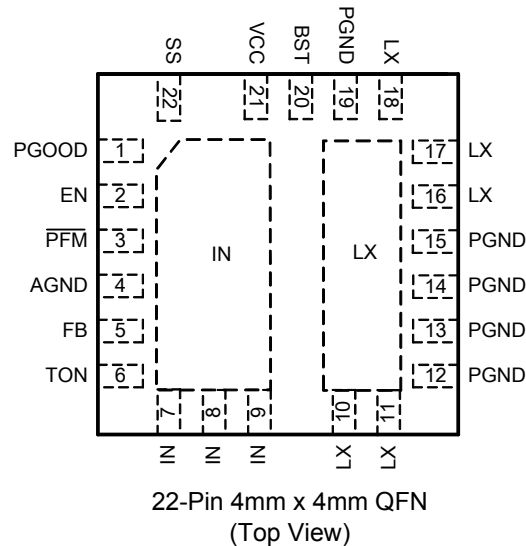 SS VCC BST PGND LX
22 21 20 19 18
PGOOD 1 17 LX
EN 2 16 LX
PFM 3 15 PGND
IN LX
AGND 4 14 PGND
FB 5 13 PGND
TON 6 12 PGND
7 8 9 10 11
IN IN IN LX LX
22-Pin 4mm x 4mm QFN
(Top View)